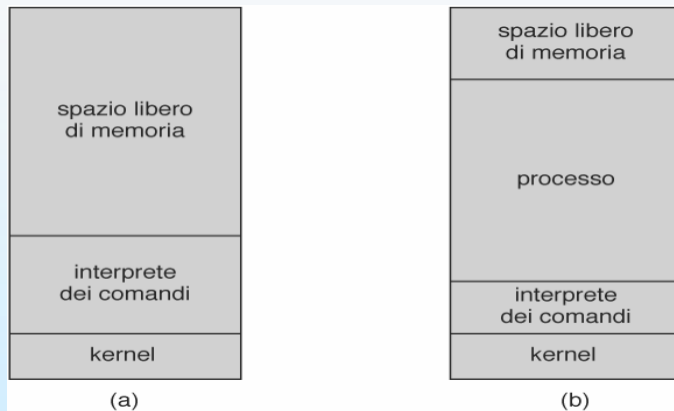 spazio libero
di memoria
interprete
dei comandi
kernel
(a)
spazio libero
di memoria
processo
interprete
dei comandi
kernel
(b)